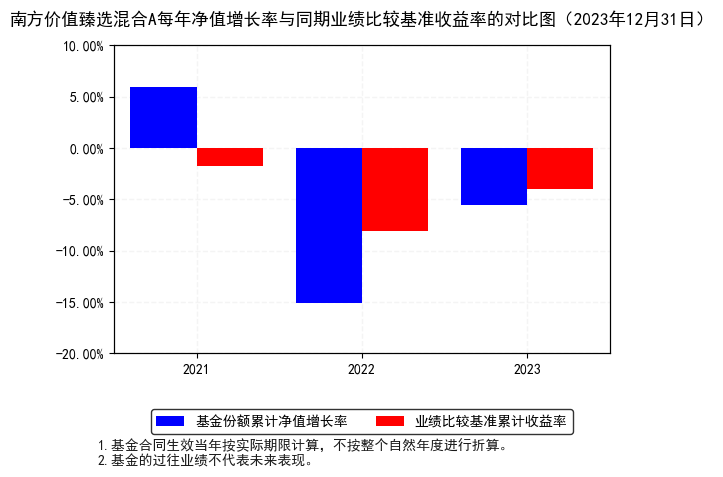 南方价值臻选混合A每年净值增长率与同期业绩比较基准收益率的对比图（2023年12月31日）
10.00%
5.00%
0.00%
-5.00%
-10.00%
-15.00%
-20.00%
2021 2022 2023
基金份额累计净值增长率 业绩比较基准累计收益率
1.基金合同生效当年按实际期限计算，不按整个自然年度进行折算。
2.基金的过往业绩不代表未来表现。